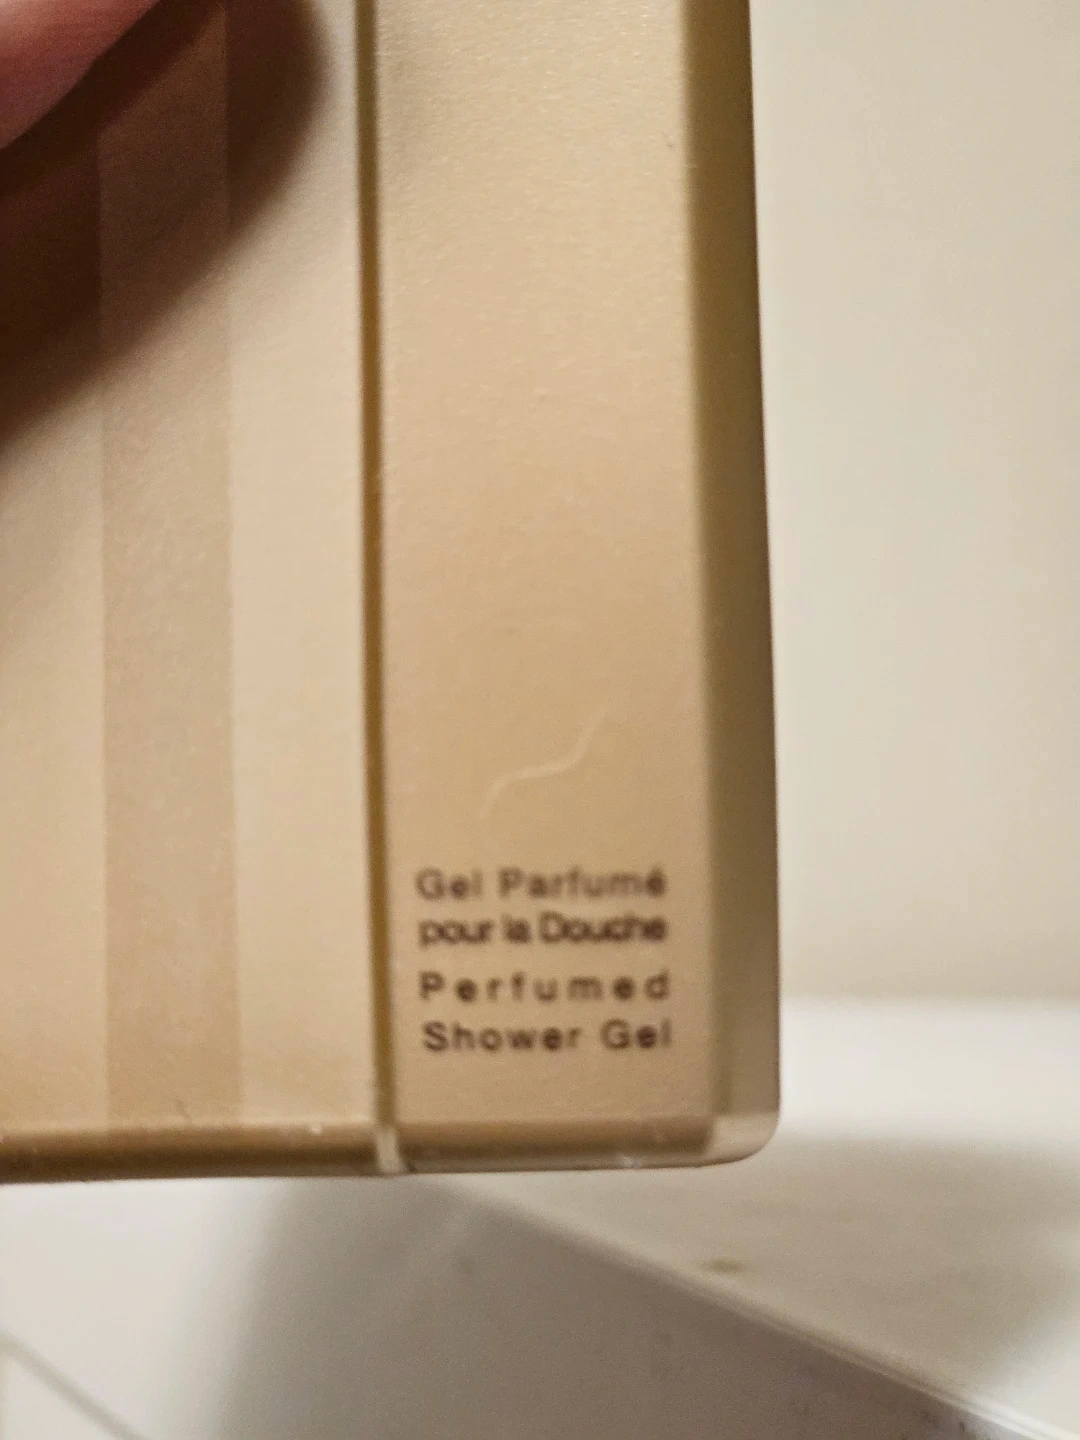 Gel Parfumé
pour la Douche
Perfumed
Shower Gel